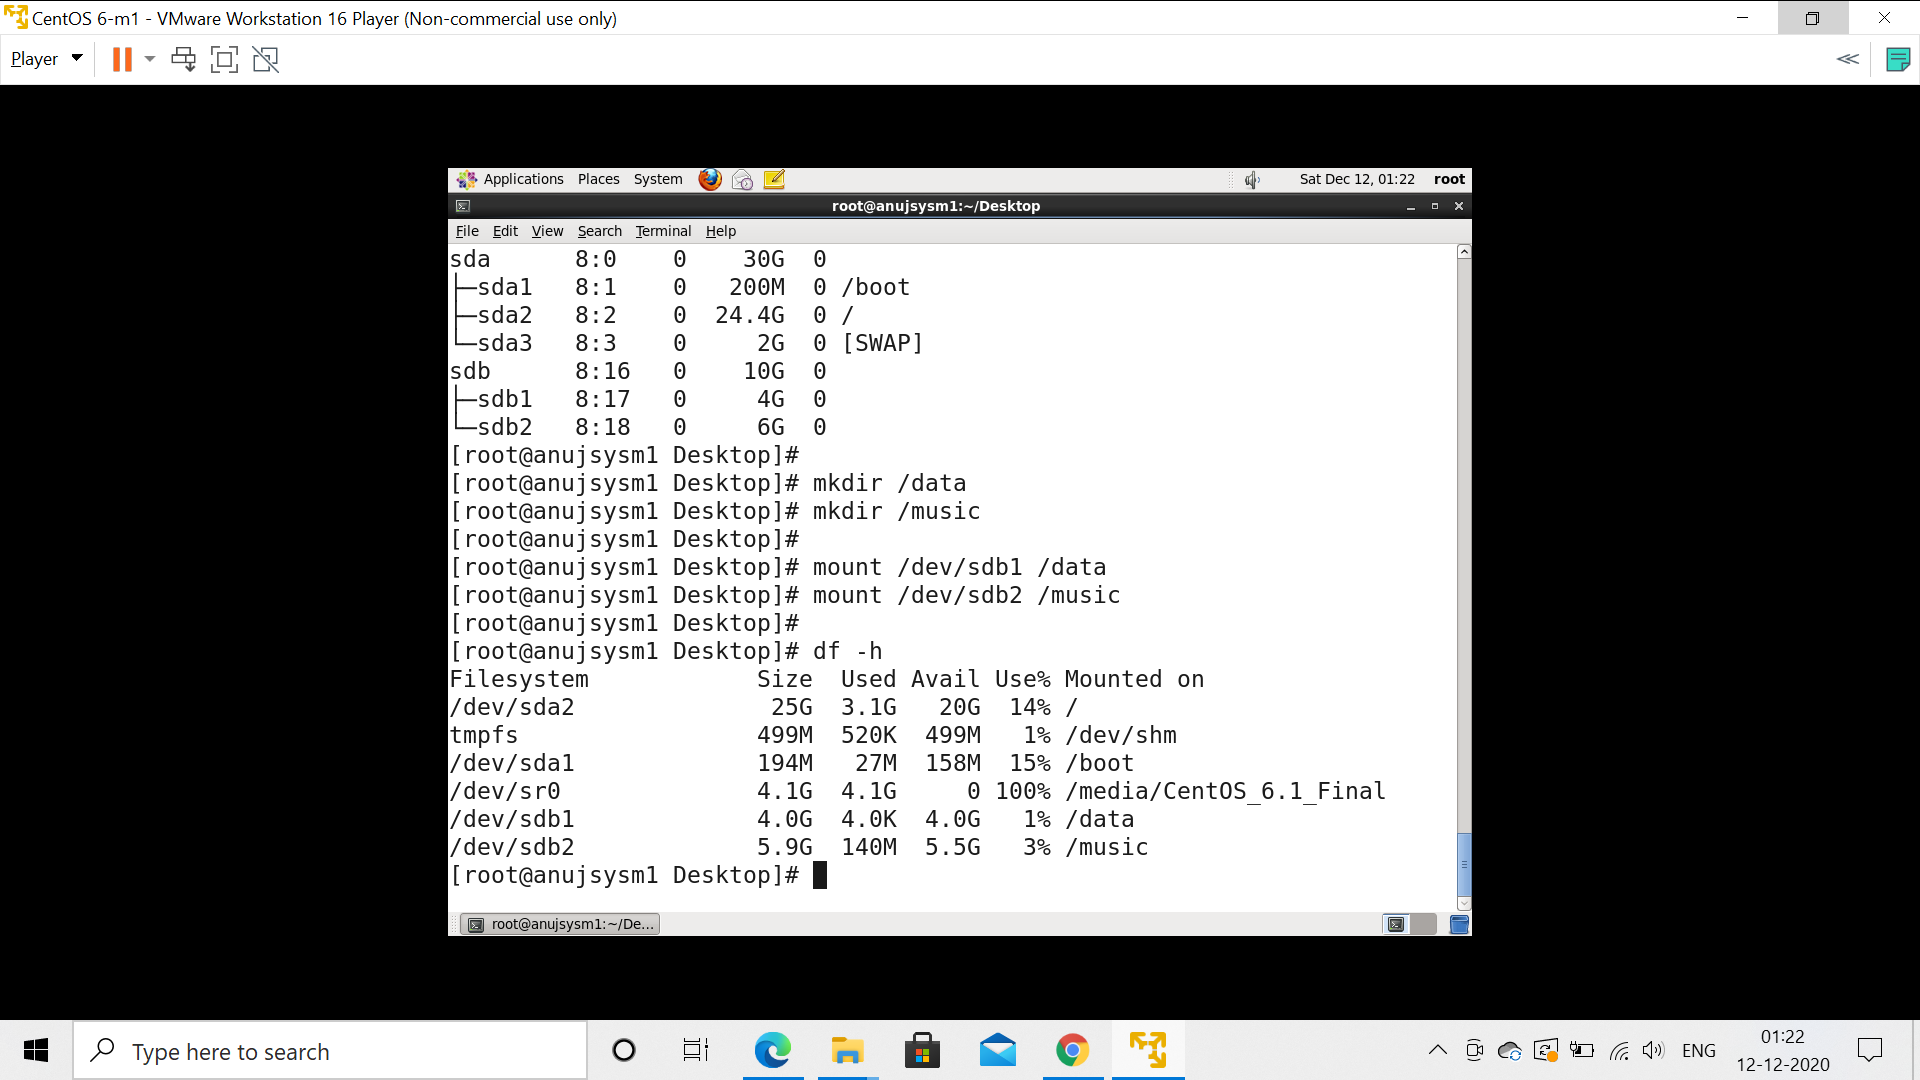 CentOS 6-m1 - VMware Workstation 16 Player (Non-commercial use only)
Player
Applications Places System Sat Dec 12, 01:22 root
root@anujsysm1:~/Desktop
File Edit View Search Terminal Help
sda 8:0 0 30G 0
├─sda1 8:1 0 200M 0 /boot
├─sda2 8:2 0 24.4G 0 /
└─sda3 8:3 0 2G 0 [SWAP]
sdb 8:16 0 10G 0
├─sdb1 8:17 0 4G 0
└─sdb2 8:18 0 6G 0
[root@anujsysm1 Desktop]#
[root@anujsysm1 Desktop]# mkdir /data
[root@anujsysm1 Desktop]# mkdir /music
[root@anujsysm1 Desktop]#
[root@anujsysm1 Desktop]# mount /dev/sdb1 /data
[root@anujsysm1 Desktop]# mount /dev/sdb2 /music
[root@anujsysm1 Desktop]#
[root@anujsysm1 Desktop]# df -h
Filesystem Size Used Avail Use% Mounted on
/dev/sda2 25G 3.1G 20G 14% /
tmpfs 499M 520K 499M 1% /dev/shm
/dev/sda1 194M 27M 158M 15% /boot
/dev/sr0 4.1G 4.1G 0 100% /media/CentOS_6.1_Final
/dev/sdb1 4.0G 4.0K 4.0G 1% /data
/dev/sdb2 5.9G 140M 5.5G 3% /music
[root@anujsysm1 Desktop]#
root@anujsysm1:~/De...
Type here to search
ENG
01:22
12-12-2020